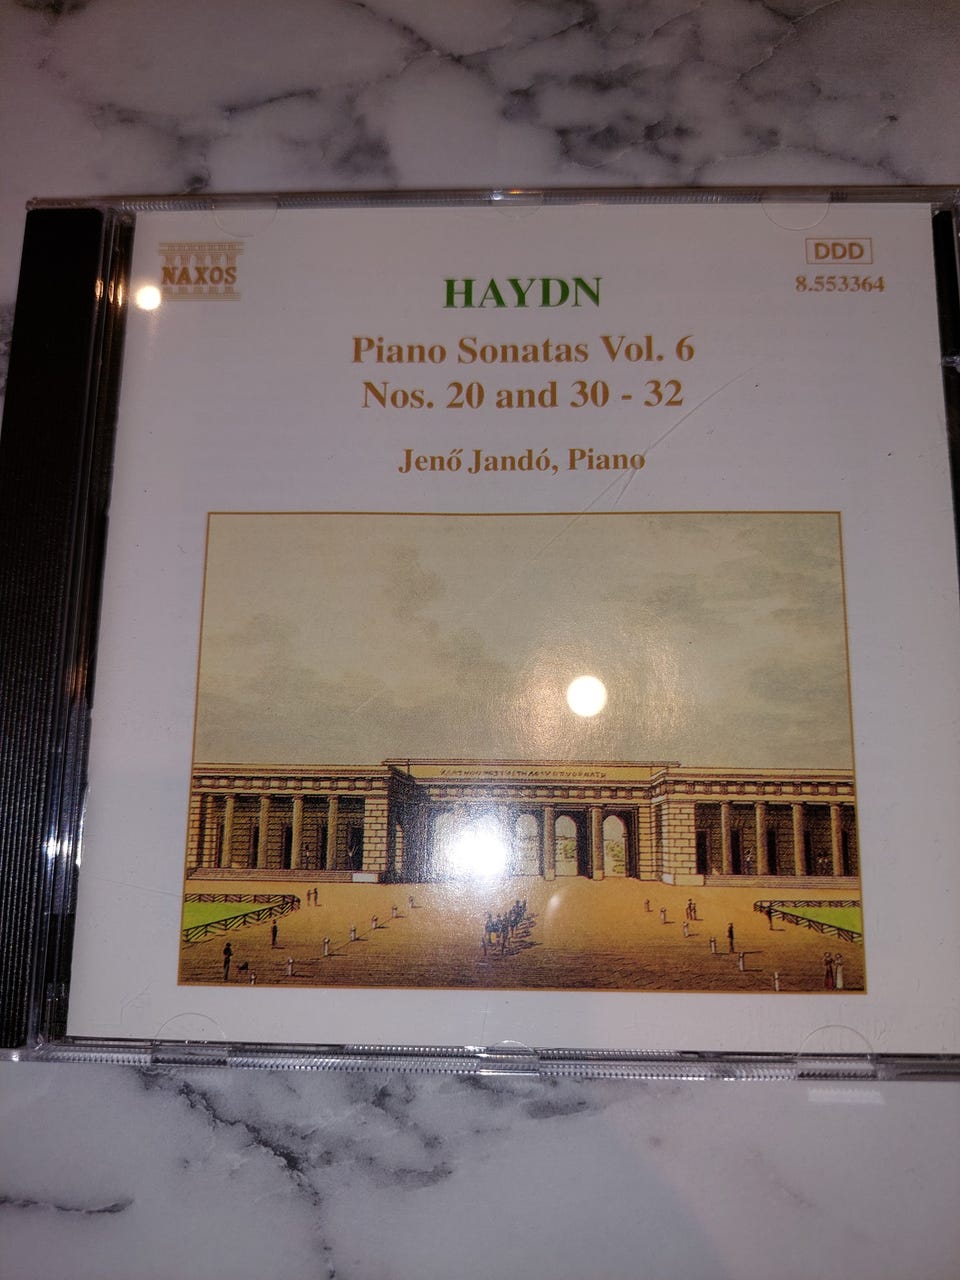 NAXOS
DDD
8.553364
HAYDN
Piano Sonatas Vol. 6
Nos. 20 and 30 - 32
Jenő Jandó, Piano